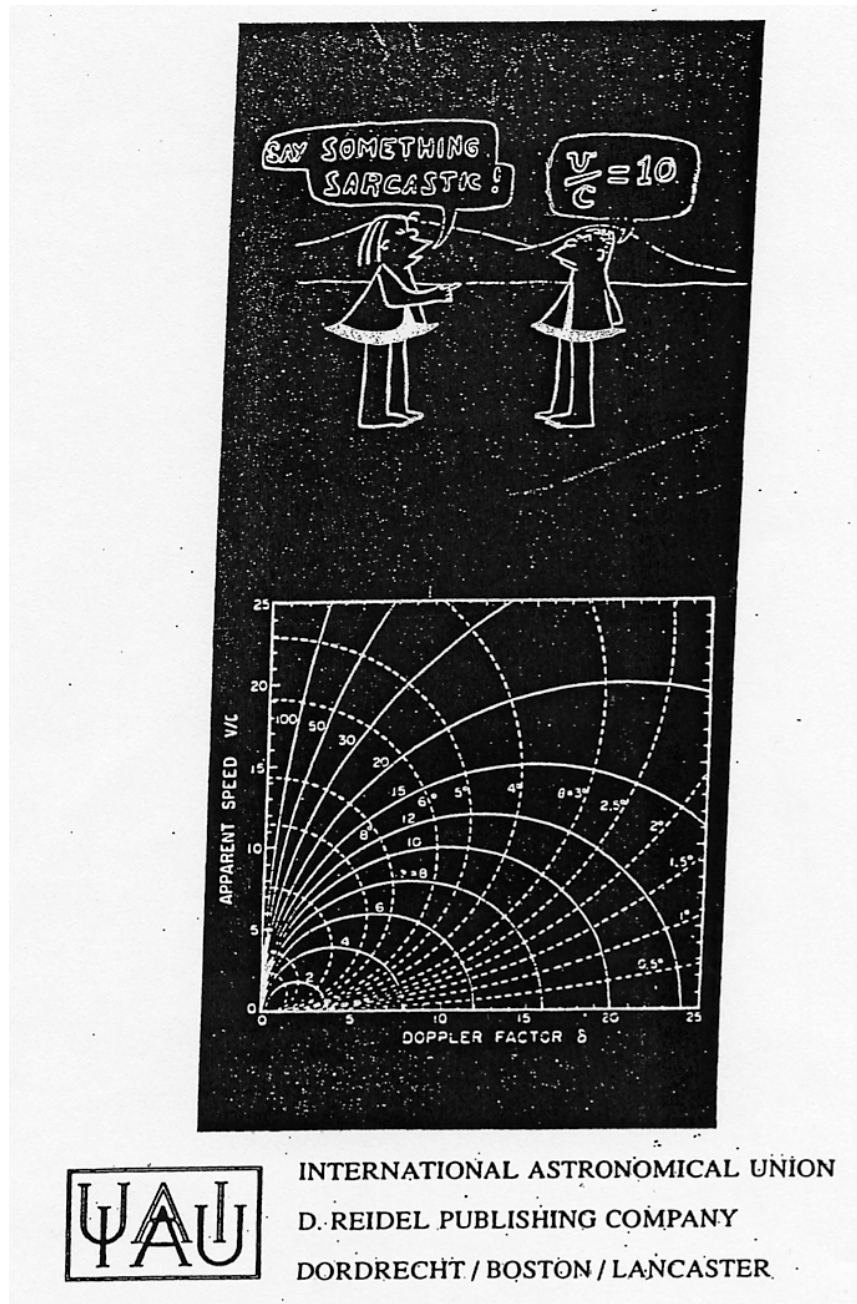 SAY SOMETHING
SARCASTIC!
v/c = 10
25
20
15
10
5
0
APPARENT SPEED V/C
100
50
30
20
15
12
10
γ=8
6
4
2
8°
6°
5°
4°
θ=3°
2.5°
2°
1.5°
1°
0.5°
0 5 10 15 20 25
DOPPLER FACTOR δ
IAU
INTERNATIONAL ASTRONOMICAL UNION
D. REIDEL PUBLISHING COMPANY
DORDRECHT / BOSTON / LANCASTER